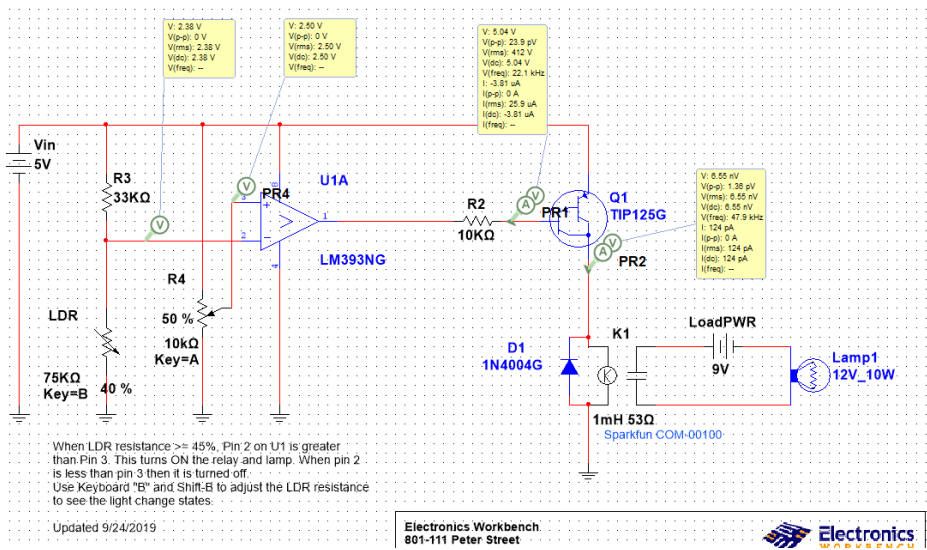 V: 2.38 V
V(p-p): 0 V
V(rms): 2.38 V
V(dc): 2.38 V
V(freq): --
V: 2.50 V
V(p-p): 0 V
V(rms): 2.50 V
V(dc): 2.50 V
V(freq): --
V: 5.04 V
V(p-p): 23.9 pV
V(rms): 412 V
V(dc): 5.04 V
V(freq): 22.1 kHz
I: -3.81 uA
I(p-p): 0 A
I(rms): 25.9 uA
I(dc): -3.81 uA
I(freq): --
V: 6.55 nV
V(p-p): 1.36 pV
V(rms): 6.55 nV
V(dc): 6.55 nV
V(freq): 47.9 kHz
I: 124 pA
I(p-p): 0 A
I(rms): 124 pA
I(dc): 124 pA
I(freq): --
Vin
5V
R3
33KΩ
V
V
PR4
U1A
3
8
2
4
1
LM393NG
R2
10KΩ
A
V
PR1
Q1
TIP125G
A
V
PR2
R4
50 %
10kΩ
Key=A
LDR
75KΩ
Key=B
40 %
D1
1N4004G
K1
K
1mH 53Ω
Sparkfun COM-00100
LoadPWR
9V
Lamp1
12V_10W
When LDR resistance >= 45%, Pin 2 on U1 is greater
than Pin 3. This turns ON the relay and lamp. When pin 2
is less than pin 3 then it is turned off.
Use Keyboard "B" and Shift-B to adjust the LDR resistance
to see the light change states.
Updated 9/24/2019
Electronics Workbench
801-111 Peter Street
Electronics
WORKBENCH